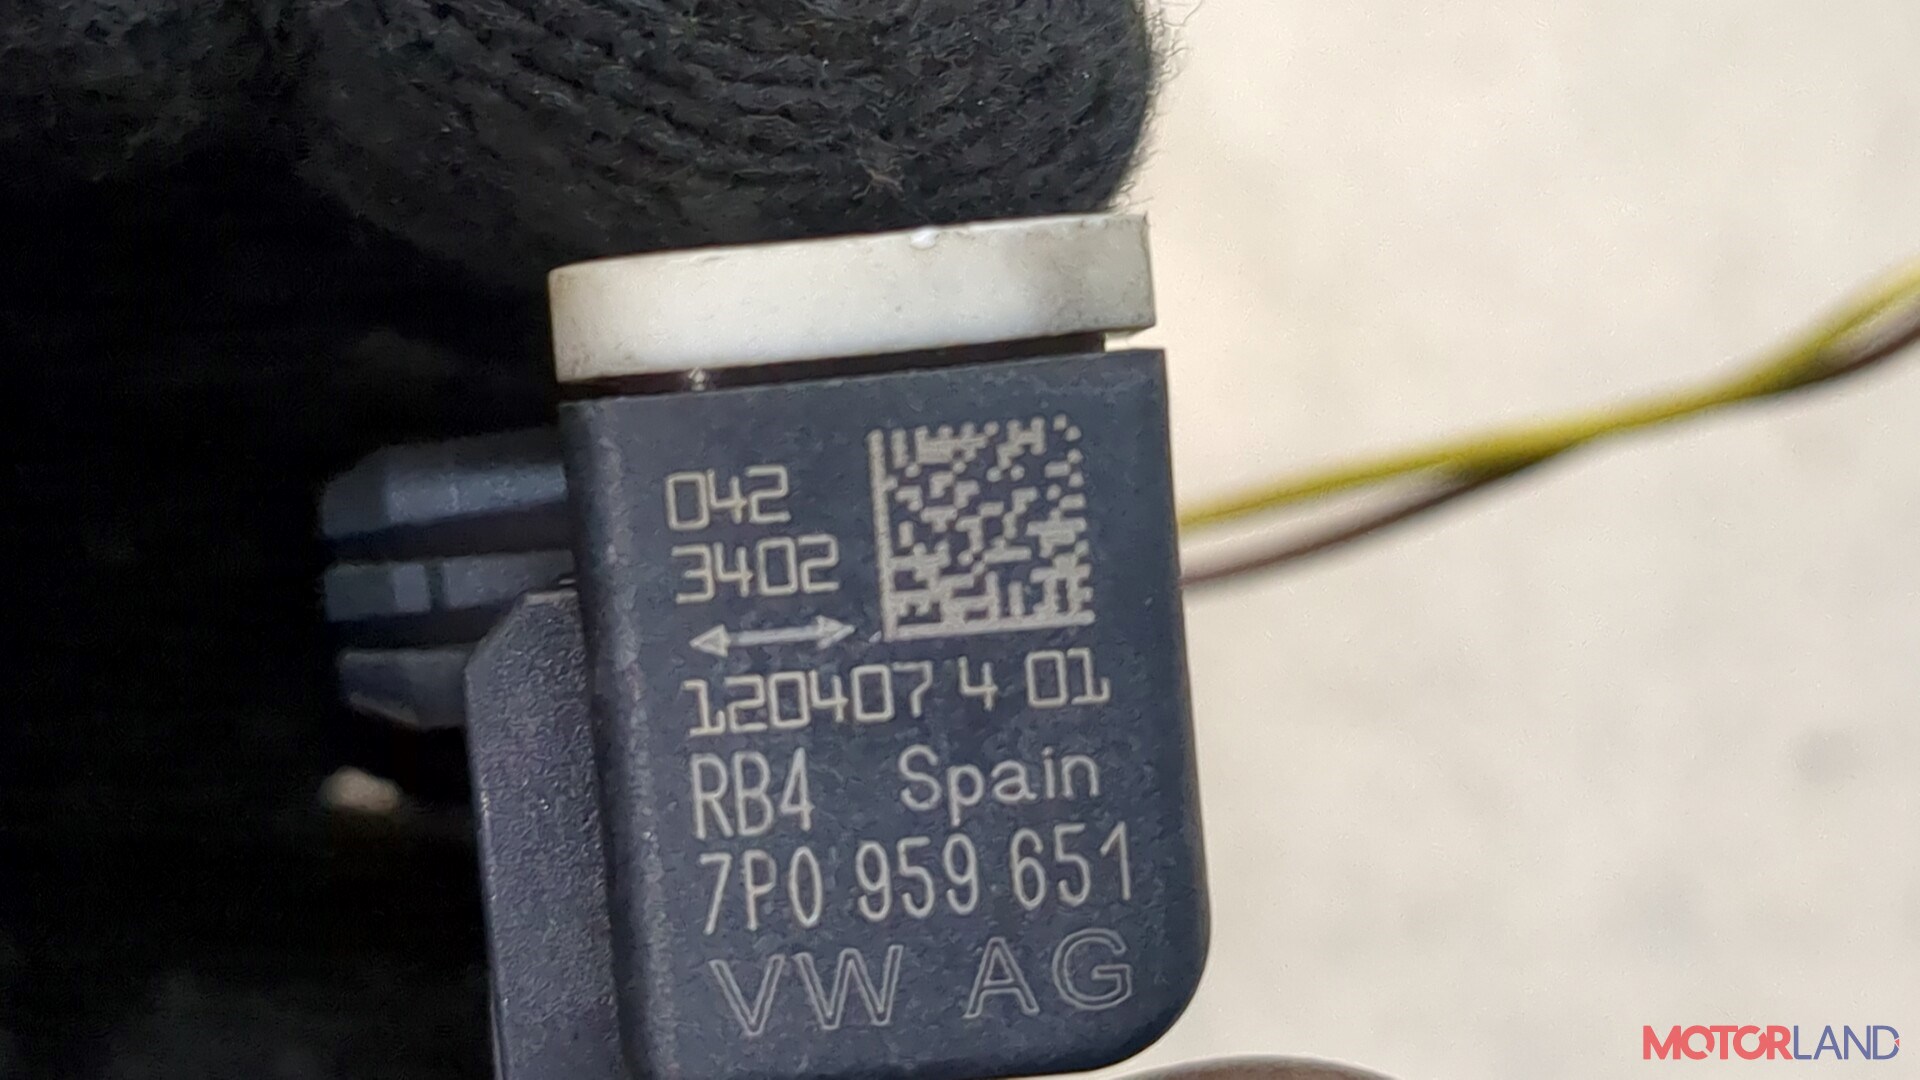 042
3402
120407 4 01
RB4 Spain
7P0 959 651
VW AG
MOTORLAND